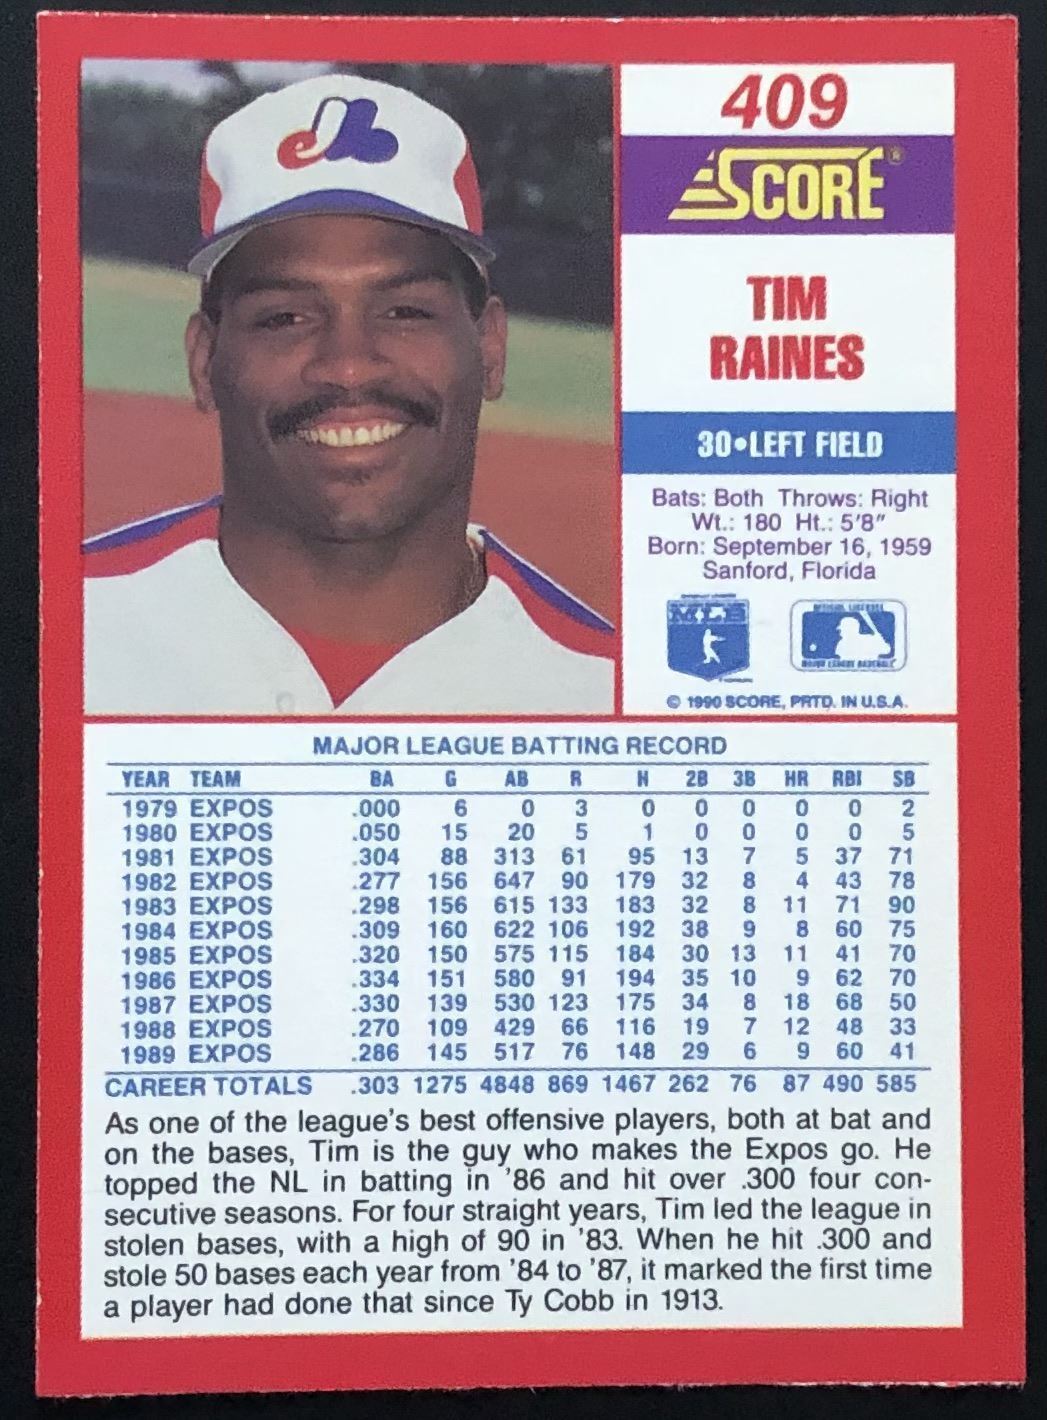 409
SCORE®
TIM
RAINES
30•LEFT FIELD
Bats: Both Throws: Right
Wt.: 180 Ht.: 5'8"
Born: September 16, 1959
Sanford, Florida
© 1990 SCORE, PRTD. IN U.S.A.
MAJOR LEAGUE BATTING RECORD
YEAR TEAM BA G AB R H 2B 3B HR RBI SB
1979 EXPOS .000 6 0 3 0 0 0 0 0 2
1980 EXPOS .050 15 20 5 1 0 0 0 0 5
1981 EXPOS .304 88 313 61 95 13 7 5 37 71
1982 EXPOS .277 156 647 90 179 32 8 4 43 78
1983 EXPOS .298 156 615 133 183 32 8 11 71 90
1984 EXPOS .309 160 622 106 192 38 9 8 60 75
1985 EXPOS .320 150 575 115 184 30 13 11 41 70
1986 EXPOS .334 151 580 91 194 35 10 9 62 70
1987 EXPOS .330 139 530 123 175 34 8 18 68 50
1988 EXPOS .270 109 429 66 116 19 7 12 48 33
1989 EXPOS .286 145 517 76 148 29 6 9 60 41
CAREER TOTALS .303 1275 4848 869 1467 262 76 87 490 585
As one of the league's best offensive players, both at bat and
on the bases, Tim is the guy who makes the Expos go. He
topped the NL in batting in '86 and hit over .300 four con-
secutive seasons. For four straight years, Tim led the league in
stolen bases, with a high of 90 in '83. When he hit .300 and
stole 50 bases each year from '84 to '87, it marked the first time
a player had done that since Ty Cobb in 1913.